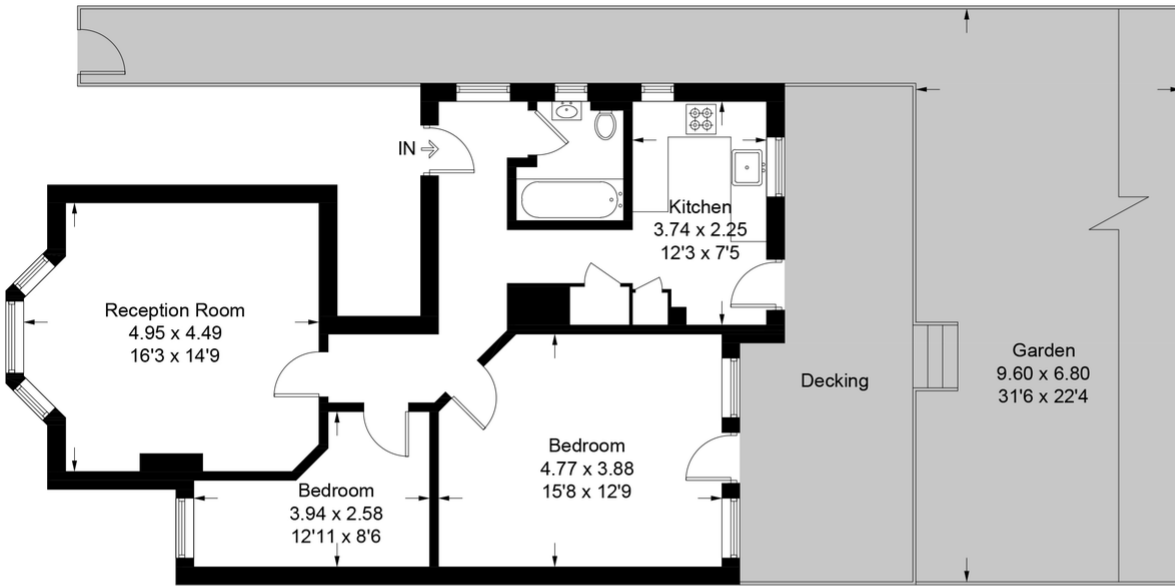 IN
Kitchen
3.74 x 2.25
12'3 x 7'5
Reception Room
4.95 x 4.49
16'3 x 14'9
Garden
9.60 x 6.80
31'6 x 22'4
Decking
Bedroom
4.77 x 3.88
15'8 x 12'9
Bedroom
3.94 x 2.58
12'11 x 8'6